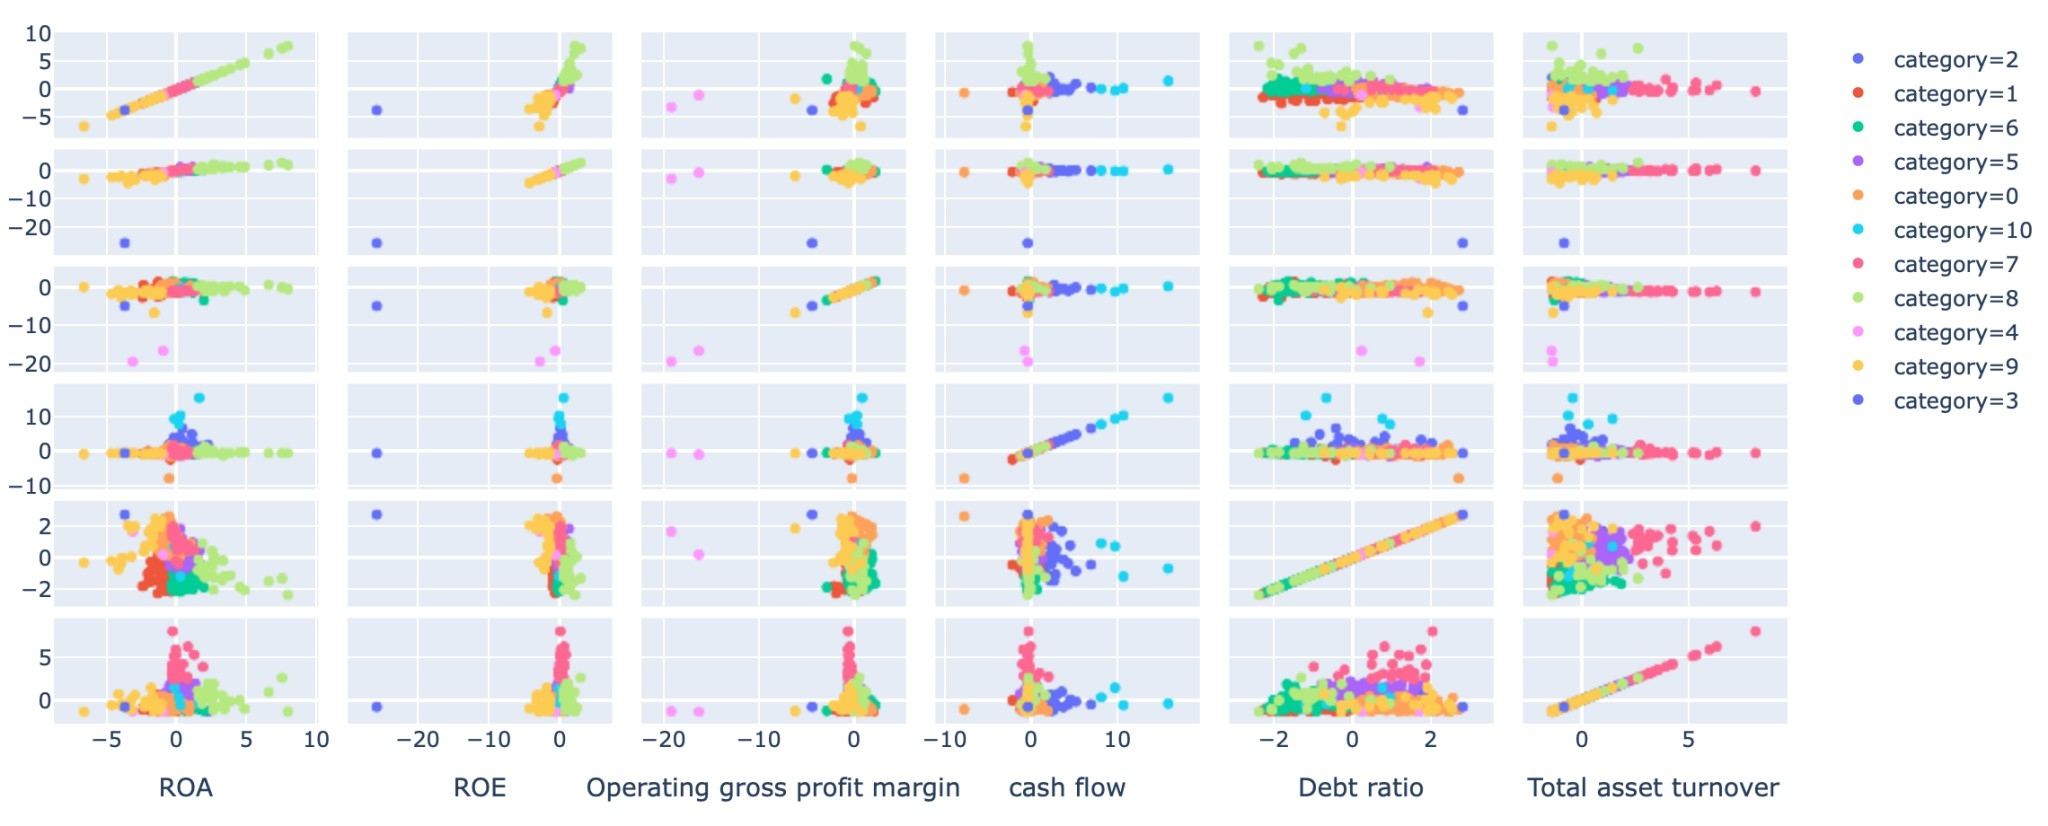 10
5
0
−5
0
−10
−20
0
−10
−20
10
0
−10
2
0
−2
5
0
−5 0 5 10
−20 −10 0
−20 −10 0
−10 0 10
−2 0 2
0 5
ROA ROE Operating gross profit margin cash flow Debt ratio Total asset turnover
category=2
category=1
category=6
category=5
category=0
category=10
category=7
category=8
category=4
category=9
category=3